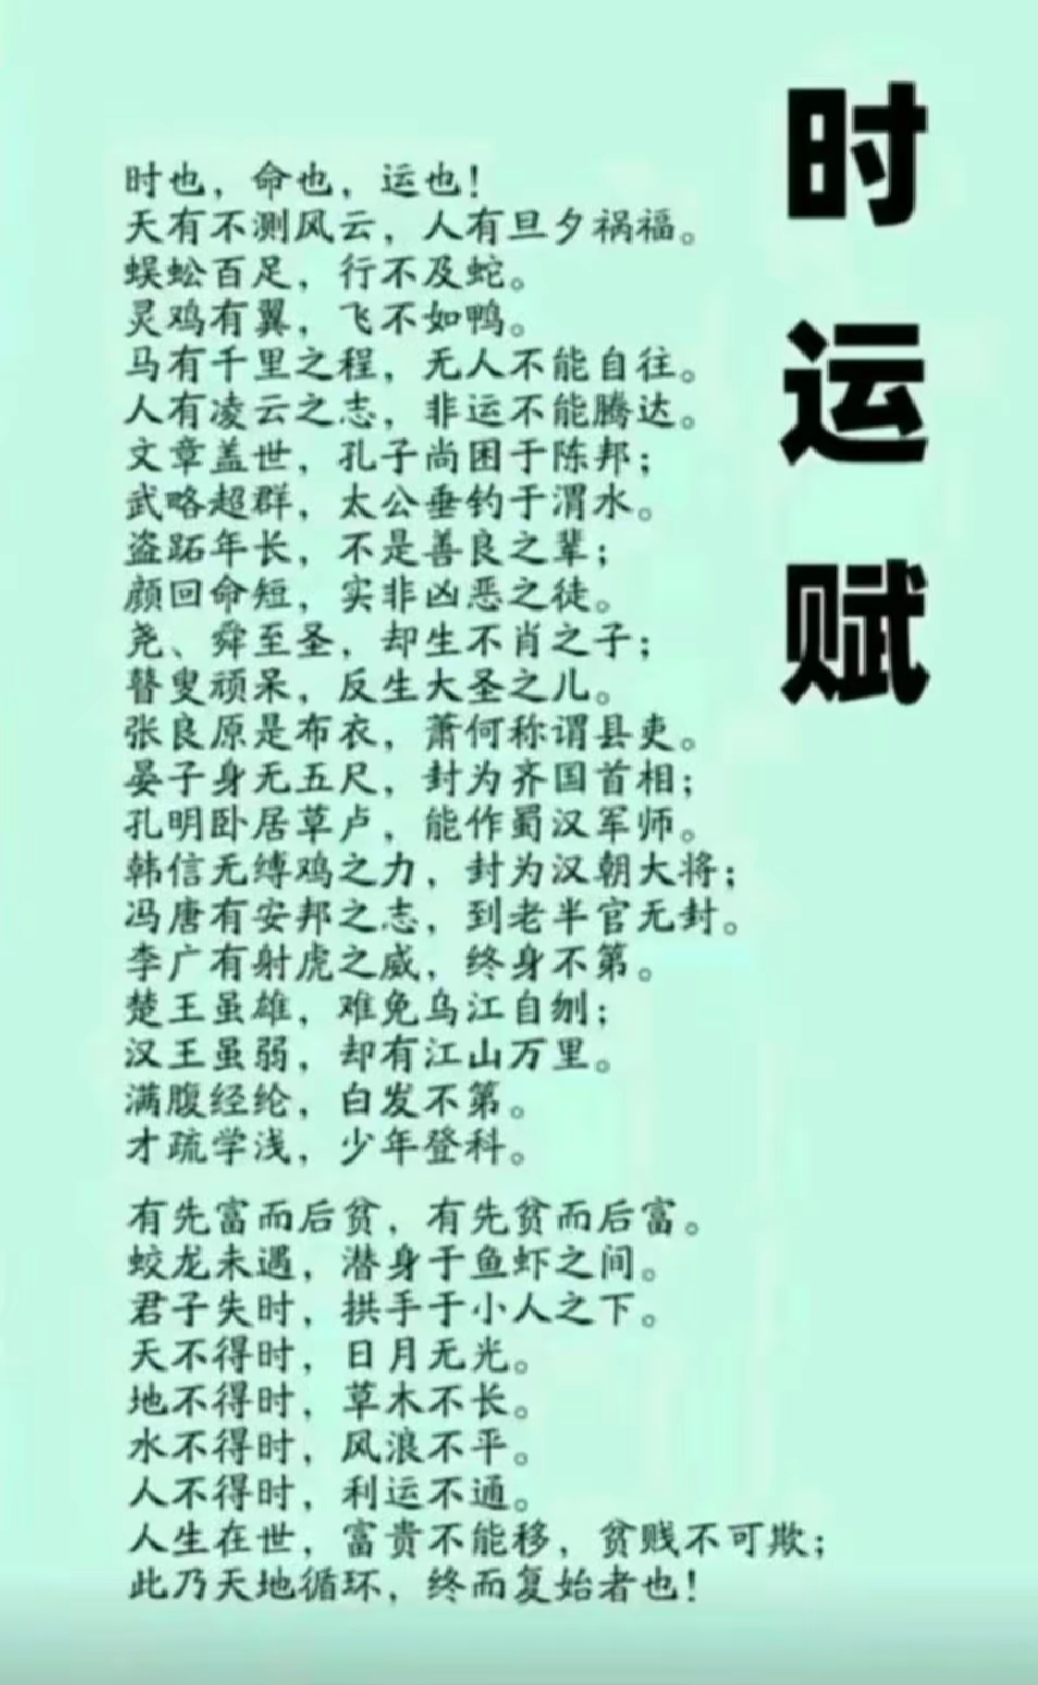 时运赋
时也，命也，运也！
天有不测风云，人有旦夕祸福。
蜈蚣百足，行不及蛇。
灵鸡有翼，飞不如鸭。
马有千里之程，无人不能自往。
人有凌云之志，非运不能腾达。
文章盖世，孔子尚困于陈邦；
武略超群，太公垂钓于渭水。
盗跖年长，不是善良之辈；
颜回命短，实非凶恶之徒。
尧、舜至圣，却生不肖之子；
瞽叟顽呆，反生大圣之儿。
张良原是布衣，萧何称谓县吏。
晏子身无五尺，封为齐国首相；
孔明卧居草卢，能作蜀汉军师。
韩信无缚鸡之力，封为汉朝大将；
冯唐有安邦之志，到老半官无封。
李广有射虎之威，终身不第。
楚王虽雄，难免乌江自刎；
汉王虽弱，却有江山万里。
满腹经纶，白发不第。
才疏学浅，少年登科。
有先富而后贫，有先贫而后富。
蛟龙未遇，潜身于鱼虾之间。
君子失时，拱手于小人之下。
天不得时，日月无光。
地不得时，草木不长。
水不得时，风浪不平。
人不得时，利运不通。
人生在世，富贵不能移，贫贱不可欺；
此乃天地循环，终而复始者也！